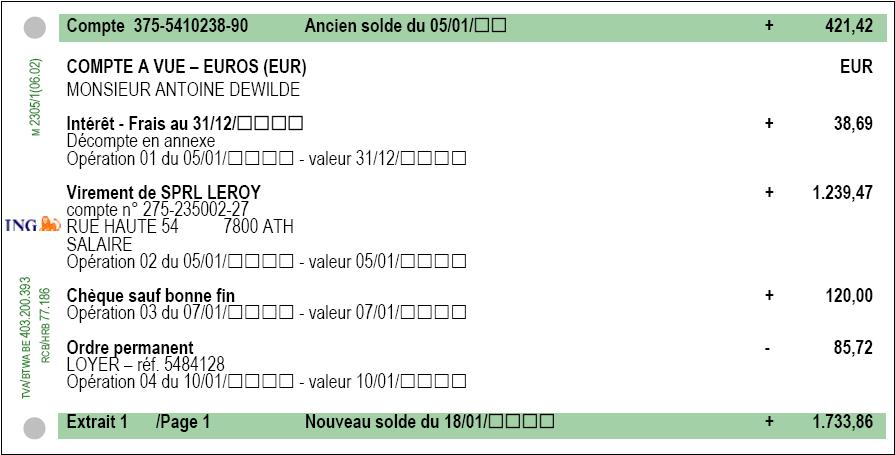 Compte 375-5410238-90 Ancien solde du 05/01/□□ + 421,42
COMPTE A VUE – EUROS (EUR) EUR
MONSIEUR ANTOINE DEWILDE
Intérêt - Frais au 31/12/□□□□ + 38,69
Décompte en annexe
Opération 01 du 05/01/□□□□ - valeur 31/12/□□□□
Virement de SPRL LEROY + 1.239,47
compte n° 275-235002-27
RUE HAUTE 54 7800 ATH
SALAIRE
Opération 02 du 05/01/□□□□ - valeur 05/01/□□□□
Chèque sauf bonne fin + 120,00
Opération 03 du 07/01/□□□□ - valeur 07/01/□□□□
Ordre permanent - 85,72
LOYER – réf. 5484128
Opération 04 du 10/01/□□□□ - valeur 10/01/□□□□
Extrait 1 /Page 1 Nouveau solde du 18/01/□□□□ + 1.733,86
M 2305/1(06.02)
ING
TVA/BTWA BE 403.200.393
RCB/HRB 77.186